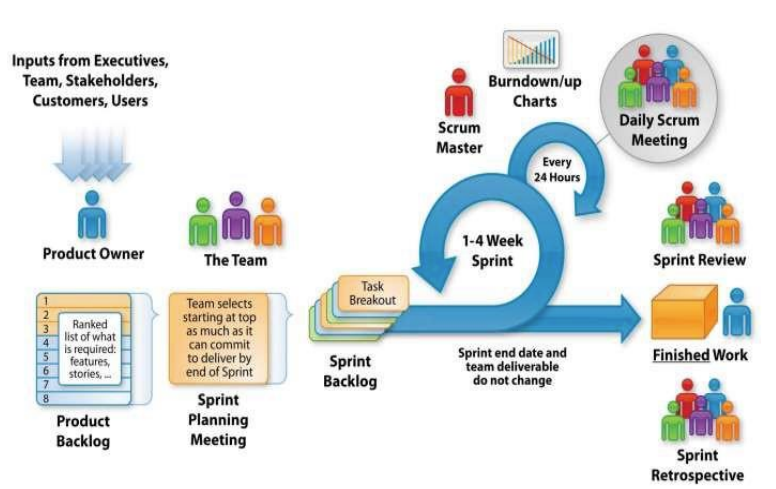 Inputs from Executives,
Team, Stakeholders,
Customers, Users
Product Owner
The Team
1
2
3
4
5
6
7
8
Ranked
list of what
is required:
features,
stories, ...
Product
Backlog
Team selects
starting at top
as much as it
can commit
to deliver by
end of Sprint
Sprint
Planning
Meeting
Task
Breakout
Sprint
Backlog
Scrum
Master
Burndown/up
Charts
Daily Scrum
Meeting
Every
24 Hours
1-4 Week
Sprint
Sprint end date and
team deliverable
do not change
Sprint Review
Finished Work
Sprint
Retrospective